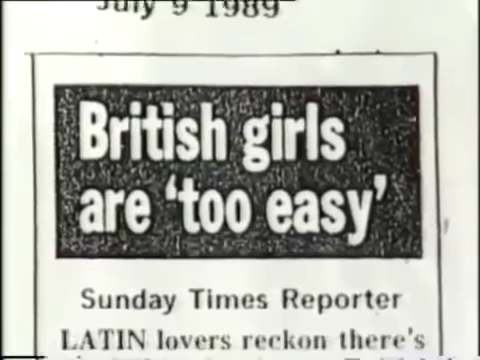 July 9 1989
British girls
are 'too easy'
Sunday Times Reporter
LATIN lovers reckon there's